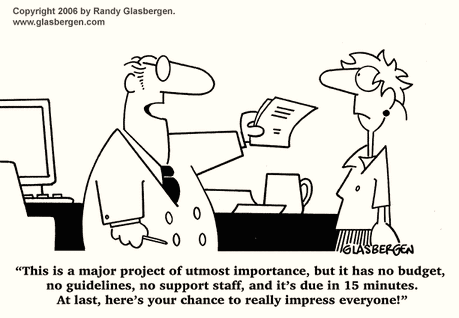 Copyright 2006 by Randy Glasbergen.
www.glasbergen.com
GLASBERGEN
“This is a major project of utmost importance, but it has no budget,
no guidelines, no support staff, and it’s due in 15 minutes.
At last, here’s your chance to really impress everyone!”